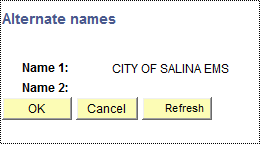 Alternate names
Name 1: CITY OF SALINA EMS
Name 2:
OK Cancel Refresh